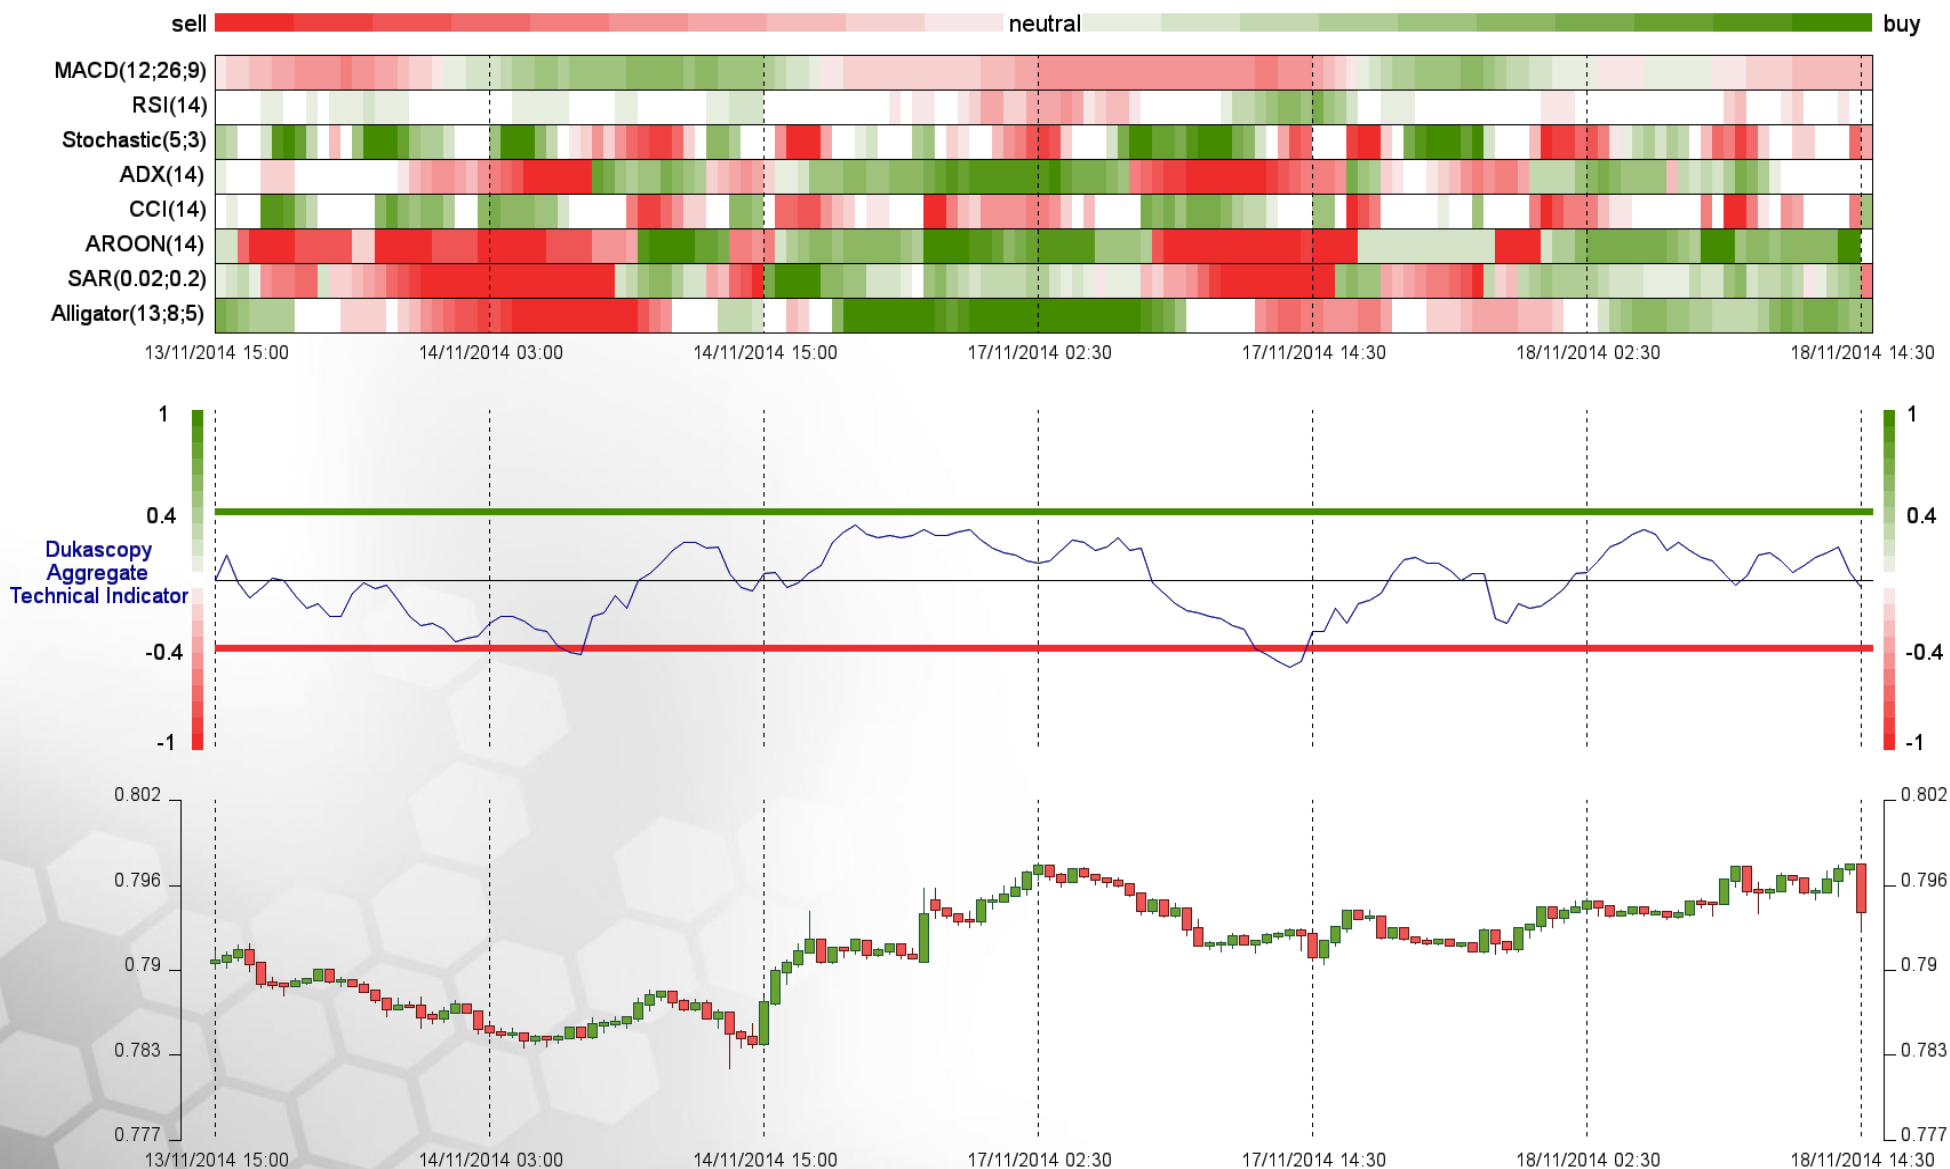 sell neutral buy
MACD(12;26;9)
RSI(14)
Stochastic(5;3)
ADX(14)
CCI(14)
AROON(14)
SAR(0.02;0.2)
Alligator(13;8;5)
13/11/2014 15:00 14/11/2014 03:00 14/11/2014 15:00 17/11/2014 02:30 17/11/2014 14:30 18/11/2014 02:30 18/11/2014 14:30
1 1
0.4 0.4
Dukascopy
Aggregate
Technical Indicator
-0.4 -0.4
-1 -1
0.802 0.802
0.796 0.796
0.79 0.79
0.783 0.783
0.777 0.777
13/11/2014 15:00 14/11/2014 03:00 14/11/2014 15:00 17/11/2014 02:30 17/11/2014 14:30 18/11/2014 02:30 18/11/2014 14:30